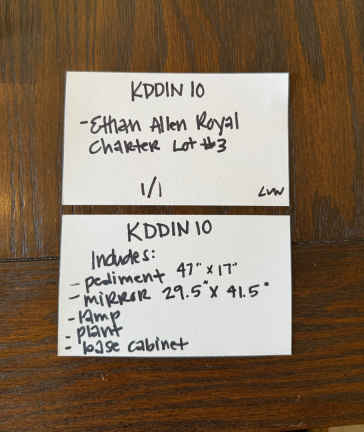 KDDIN 10
-Ethan Allen Royal
Charter Lot #3
1/1
LVW
KDDIN 10
Includes:
- pediment 47" x 17"
- mirror 29.5" x 41.5"
- lamp
- plant
- base cabinet